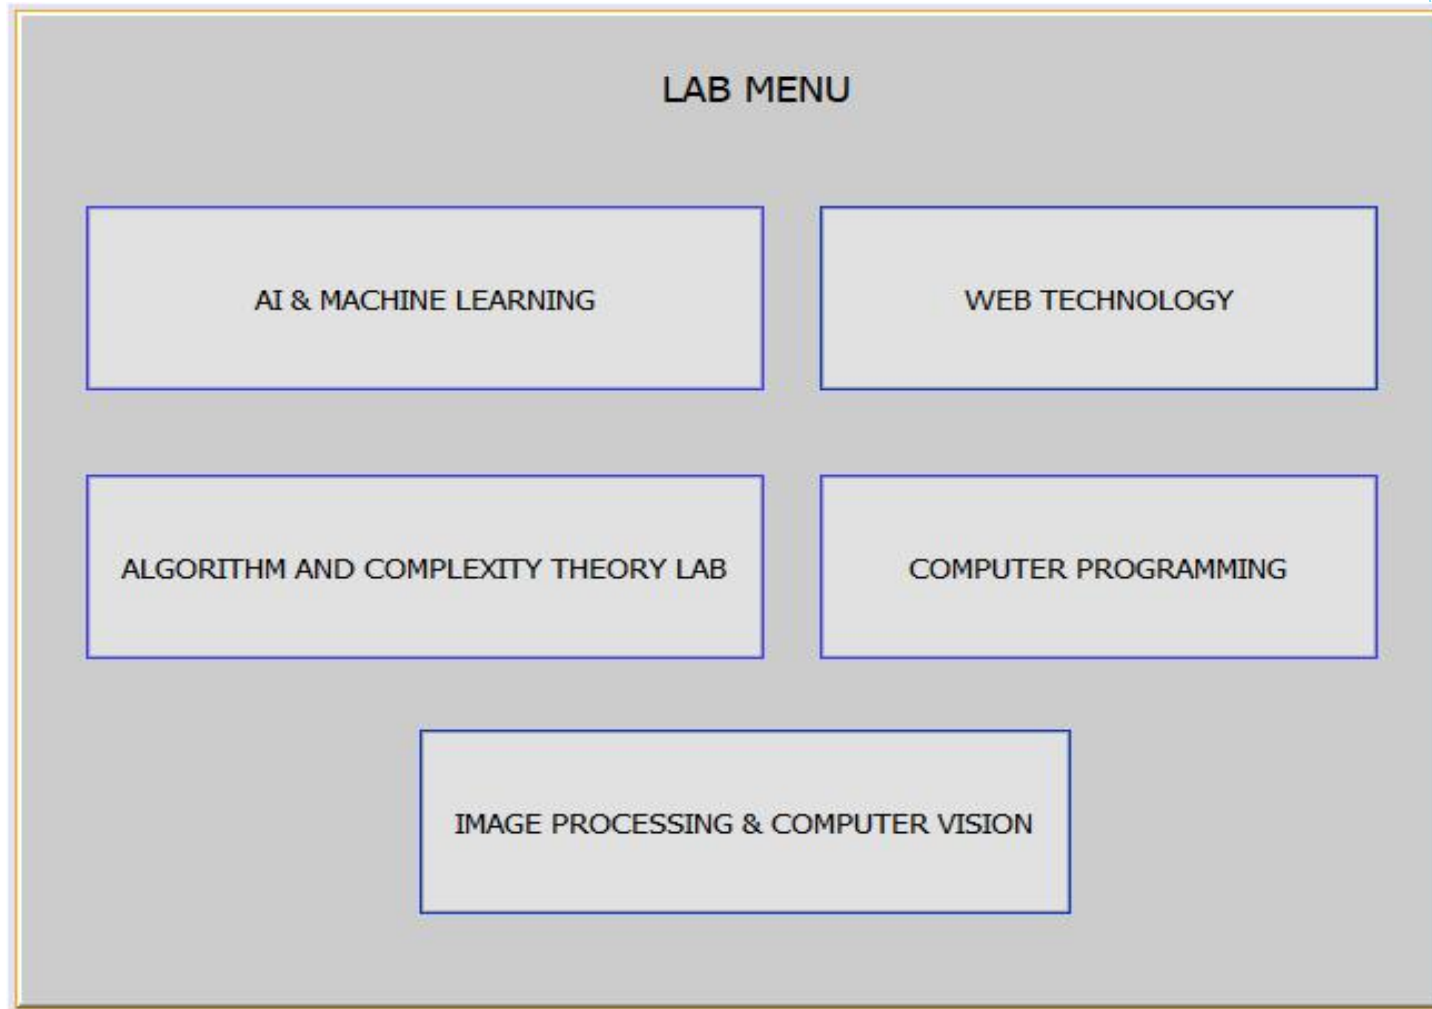 LAB MENU
AI & MACHINE LEARNING
WEB TECHNOLOGY
ALGORITHM AND COMPLEXITY THEORY LAB
COMPUTER PROGRAMMING
IMAGE PROCESSING & COMPUTER VISION